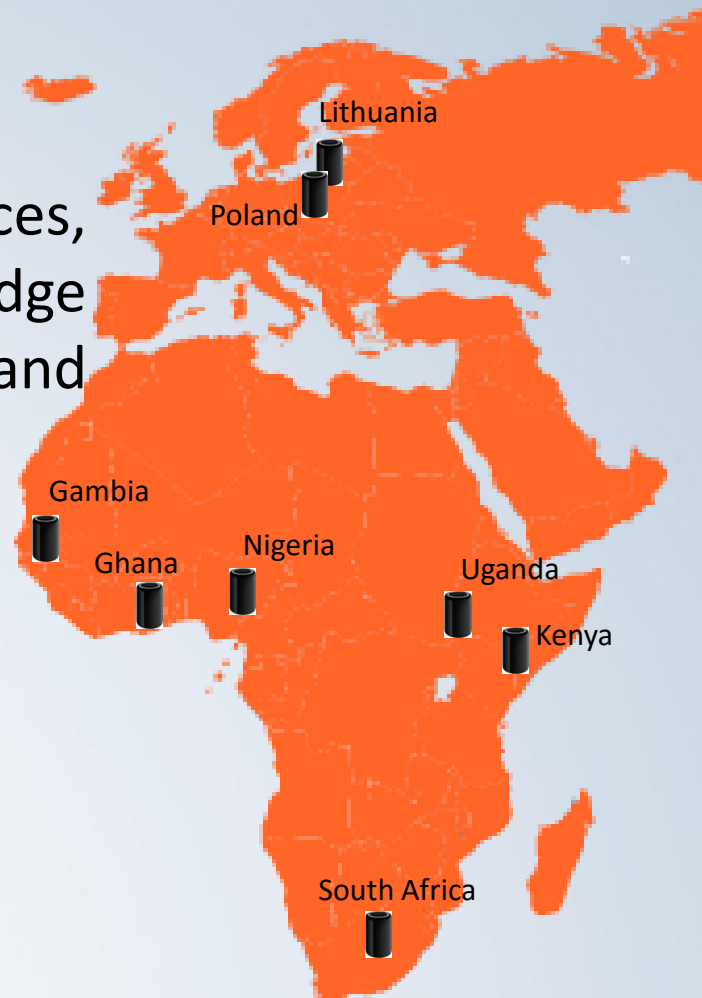 Lithuania
Poland
ces,
dge
and
Gambia
Nigeria
Ghana
Uganda
Kenya
South Africa